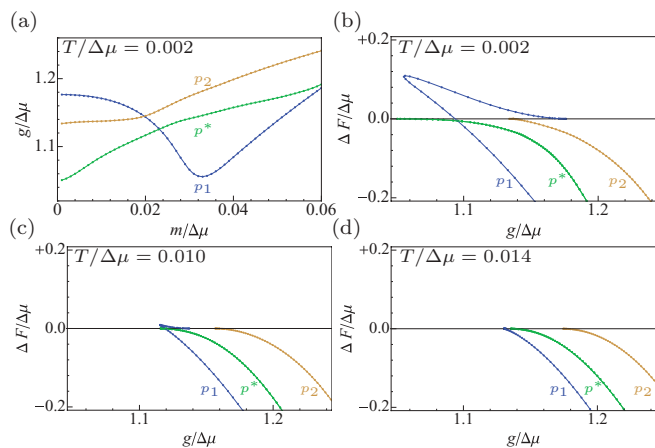 (a)
T/Δμ = 0.002
g/Δμ
1.2
1.1
1.0
p2
p*
p1
0 0.02 0.04 0.06
m/Δμ
(b)
T/Δμ = 0.002
Δ F/Δμ
+0.2
0.0
−0.2
p1
p*
p2
1.1 1.2
g/Δμ
(c)
T/Δμ = 0.010
Δ F/Δμ
+0.2
0.0
−0.2
p1
p*
p2
1.1 1.2
g/Δμ
(d)
T/Δμ = 0.014
Δ F/Δμ
+0.2
0.0
−0.2
p1
p*
p2
1.1 1.2
g/Δμ